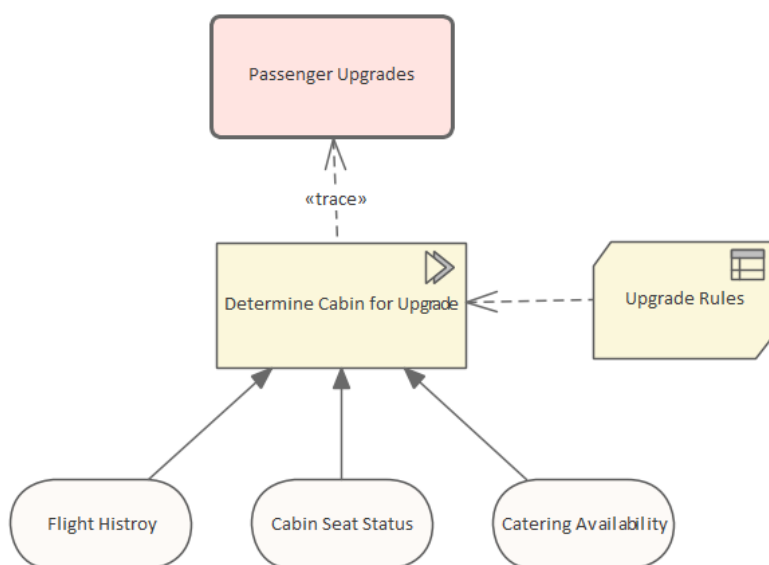 Passenger Upgrades
«trace»
Determine Cabin for Upgrade
Upgrade Rules
Flight Histroy
Cabin Seat Status
Catering Availability